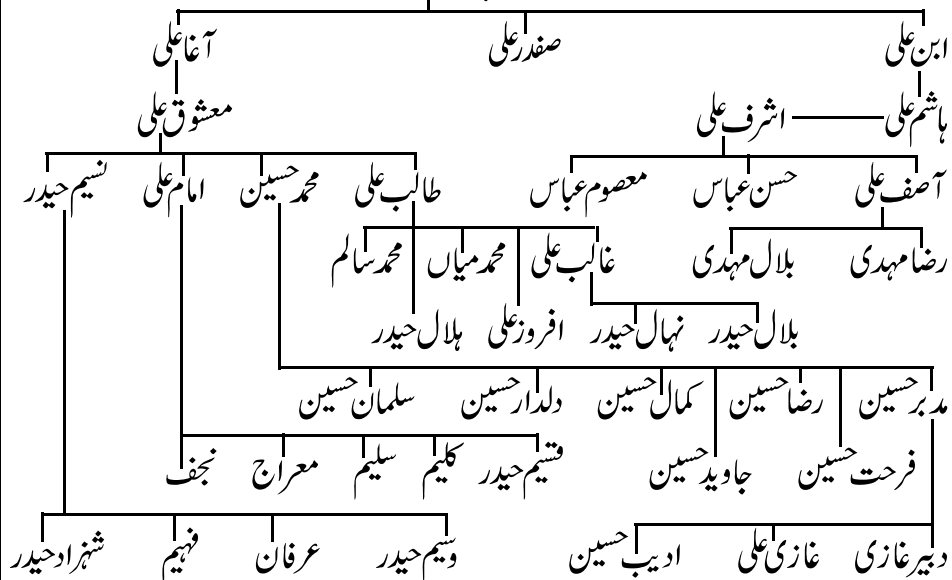 ابن علی صفدر علی آغا علی
ہاشم علی اشرف علی معشوق علی
آصف علی حسن عباس معصوم عباس طالب علی محمد حسین امام علی نسیم حیدر
رضا مہدی بلال مہدی غالب علی محمد میاں محمد سالم
بلال حیدر نہال حیدر افروز علی ہلال حیدر
مدبر حسین رضا حسین کمال حسین دلدار حسین سلمان حسین
فرحت حسین جاوید حسین قسیم حیدر کلیم سلیم معراج نجف
دبیر غازی غازی علی ادیب حسین وسیم حیدر عرفان فہیم شہزاد حیدر